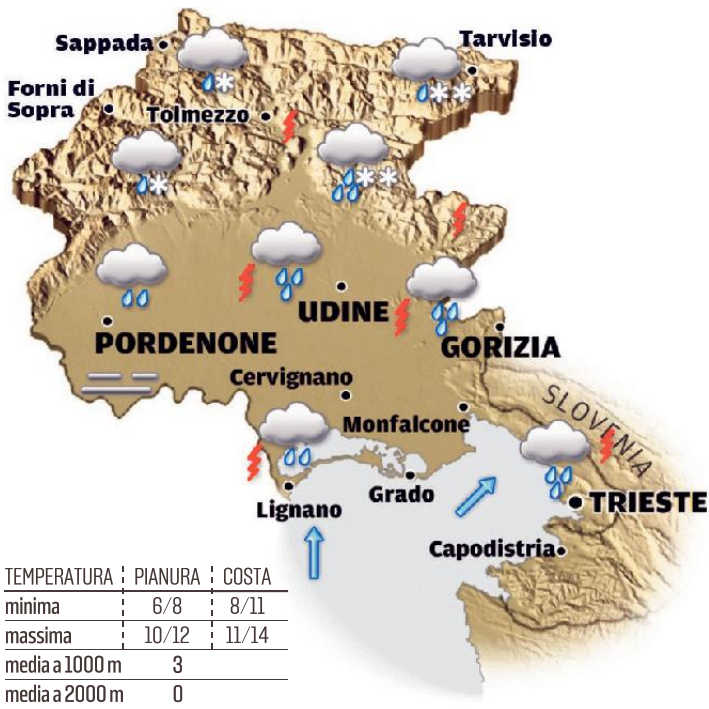 Sappada
Tarvisio
Forni di
Sopra
Tolmezzo
UDINE
PORDENONE
GORIZIA
Cervignano
SLOVENIA
Monfalcone
Grado
Lignano
TRIESTE
Capodistria
TEMPERATURA PIANURA COSTA
minima 6/8 8/11
massima 10/12 11/14
media a 1000 m 3
media a 2000 m 0